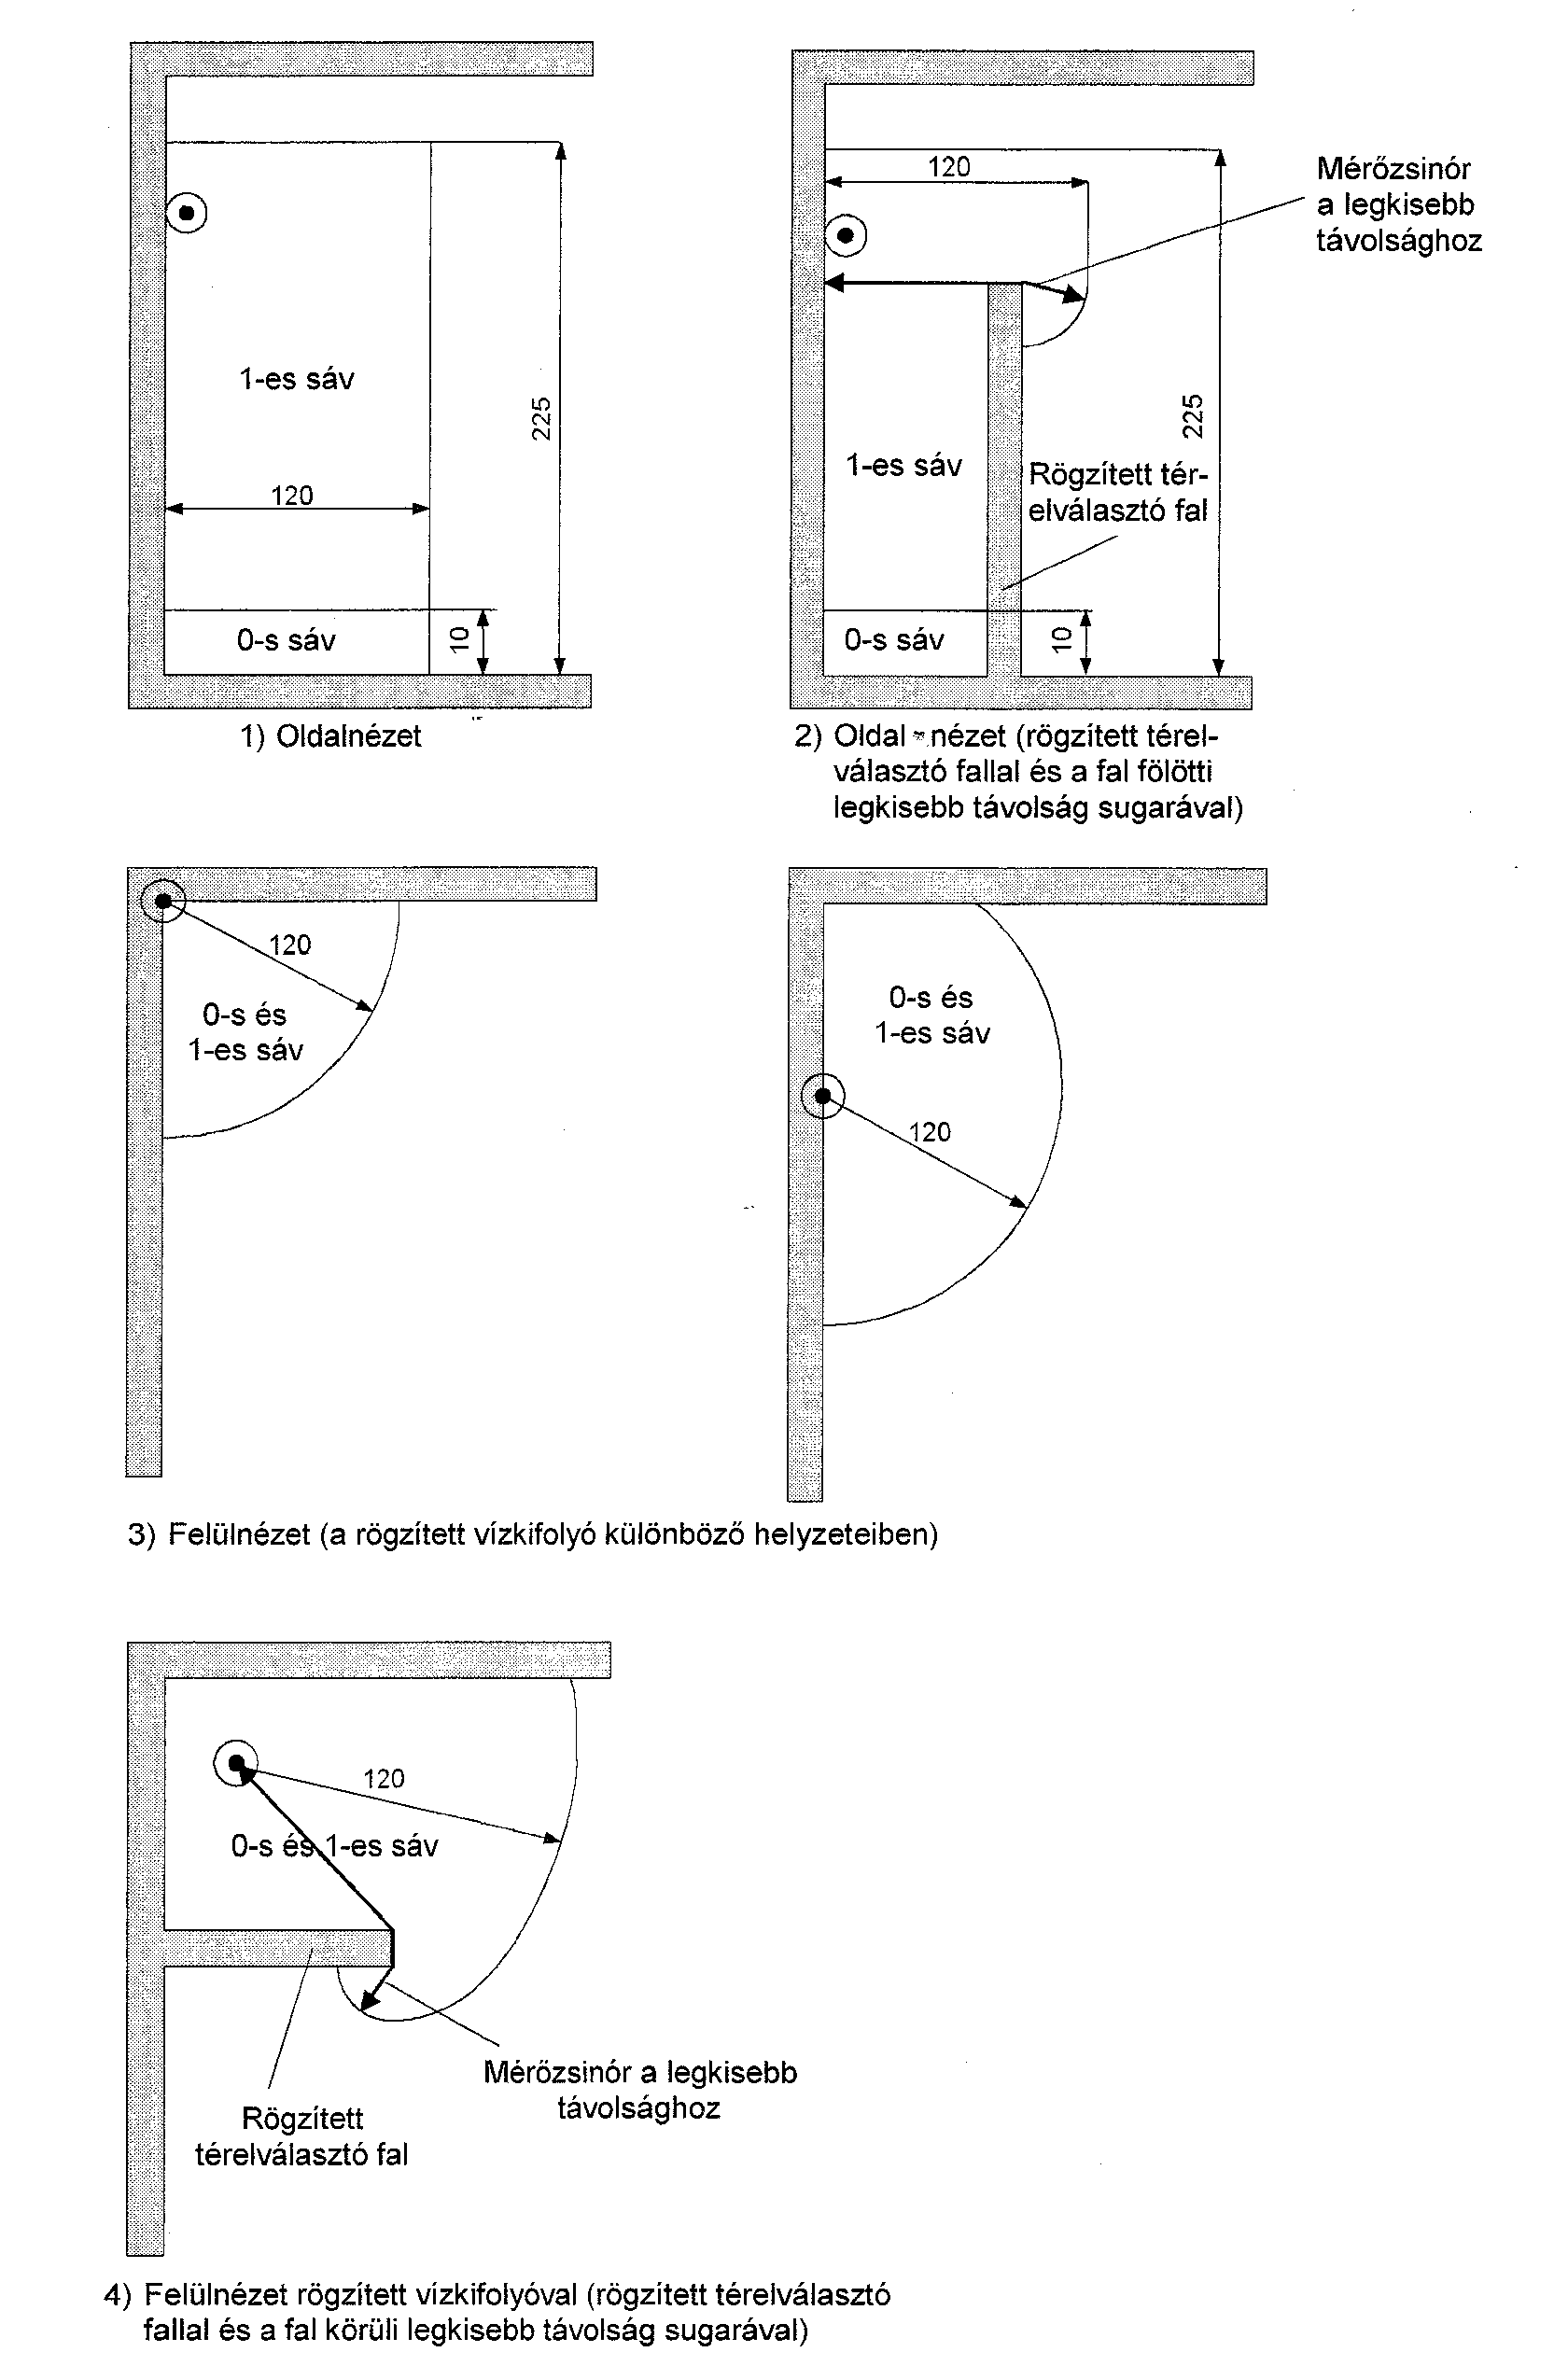 1-es sáv
120
225
0-s sáv
10
1) Oldalnézet
120
Mérőzsinór
a legkisebb
távolsághoz
225
1-es sáv
Rögzített tér-
elválasztó fal
0-s sáv
10
2) Oldal - nézet (rögzített térel-
választó fallal és a fal fölötti
legkisebb távolság sugarával)
120
0-s és
1-es sáv
0-s és
1-es sáv
120
3) Felülnézet (a rögzített vízkifolyó különböző helyzeteiben)
120
0-s és 1-es sáv
Mérőzsinór a legkisebb
távolsághoz
Rögzített
térelválasztó fal
4) Felülnézet rögzített vízkifolyóval (rögzített térelválasztó
fallal és a fal körüli legkisebb távolság sugarával)